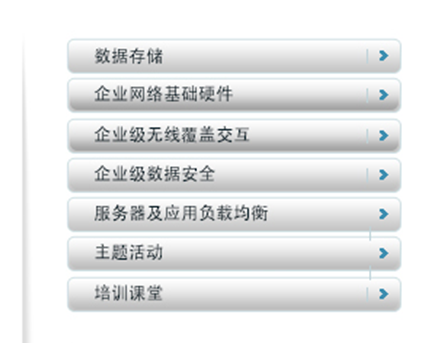 数据存储
企业网络基础硬件
企业级无线覆盖交互
企业级数据安全
服务器及应用负载均衡
主题活动
培训课堂